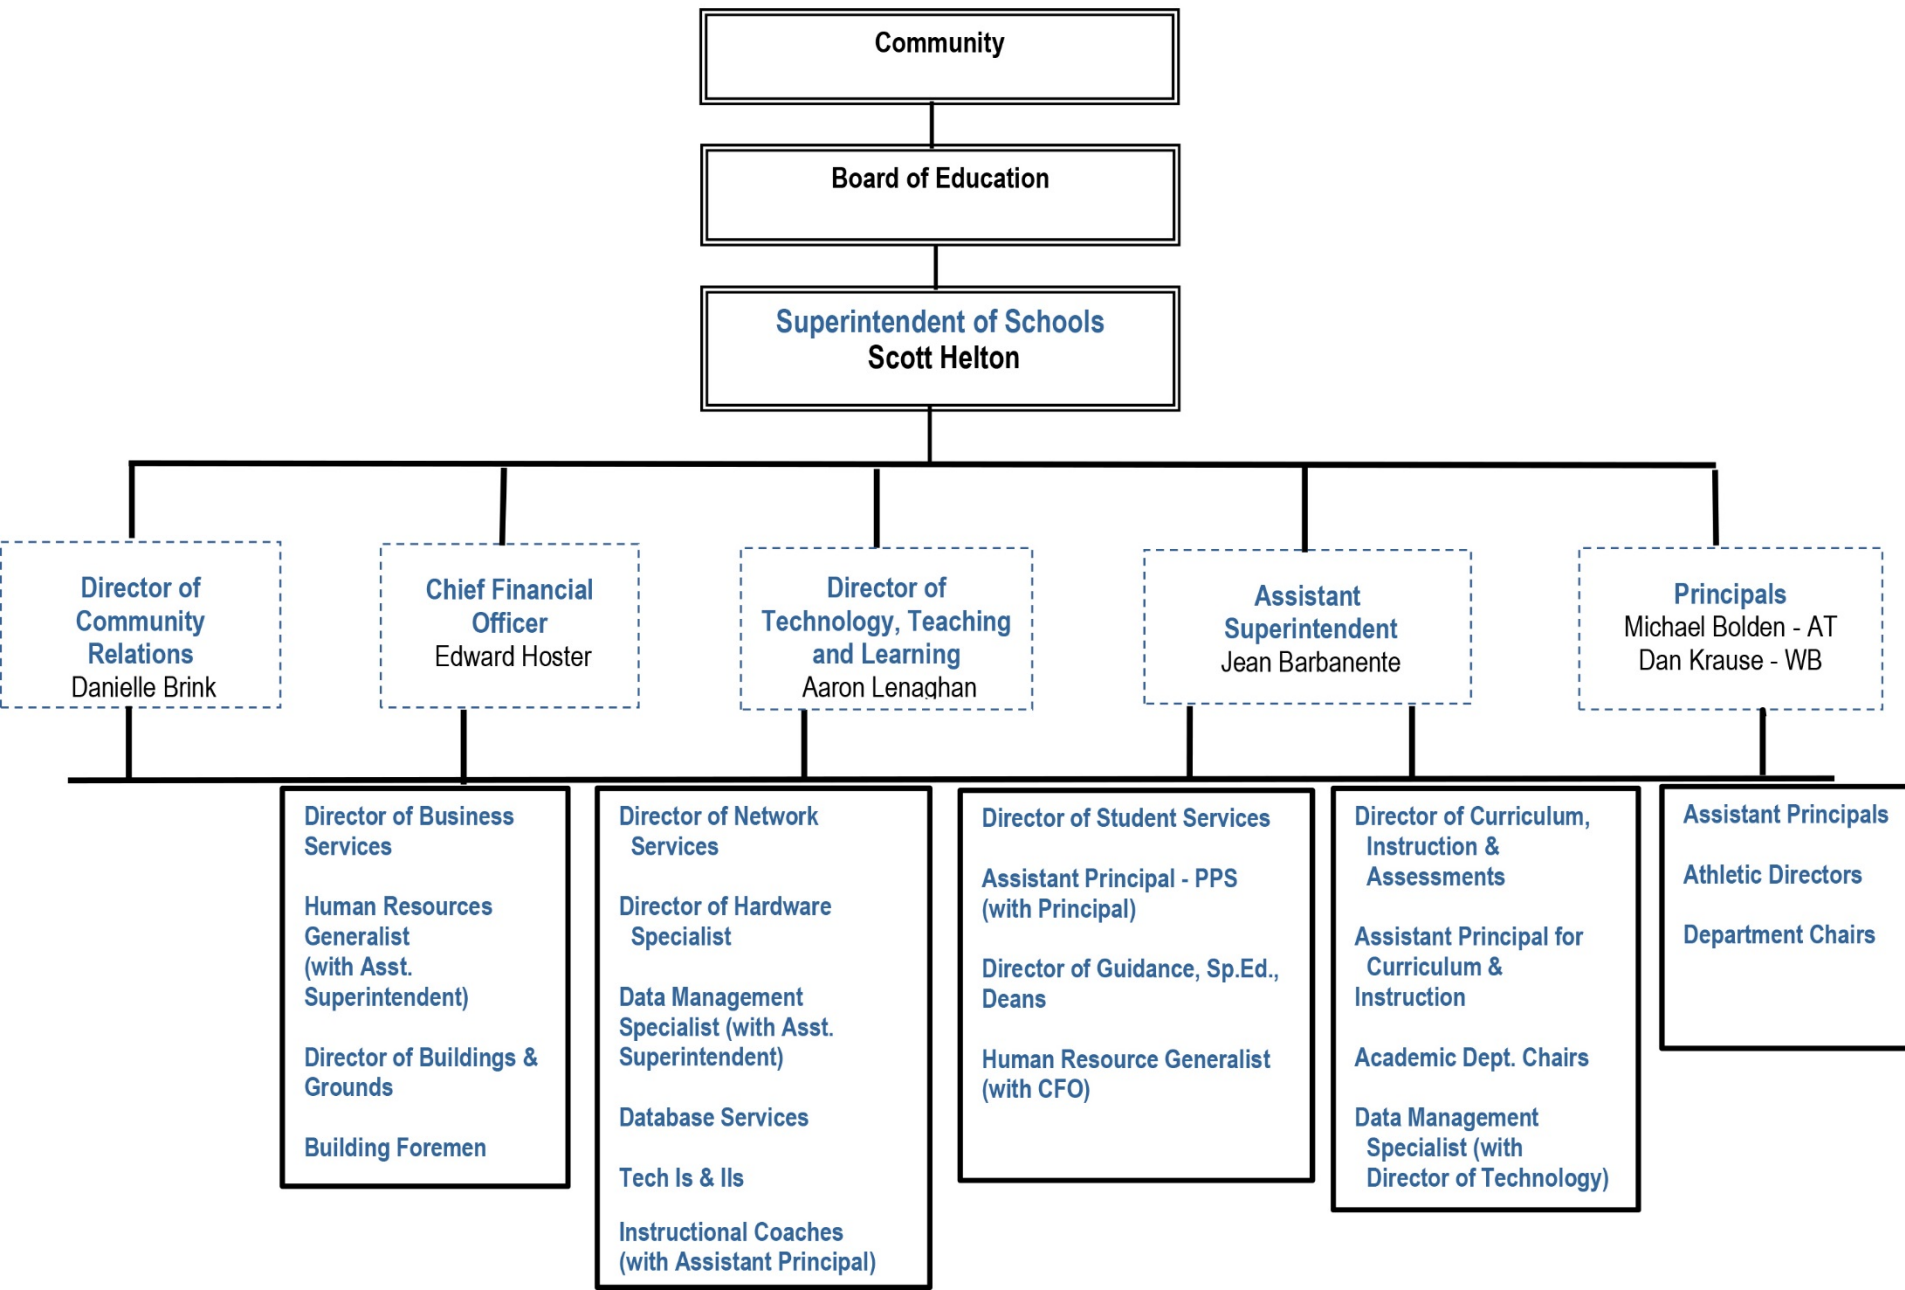 Community
Board of Education
Superintendent of Schools
Scott Helton
Director of
Community
Relations
Danielle Brink
Chief Financial
Officer
Edward Hoster
Director of
Technology, Teaching
and Learning
Aaron Lenaghan
Assistant
Superintendent
Jean Barbanente
Principals
Michael Bolden - AT
Dan Krause - WB
Director of Business
Services
Human Resources
Generalist
(with Asst.
Superintendent)
Director of Buildings &
Grounds
Building Foremen
Director of Network
Services
Director of Hardware
Specialist
Data Management
Specialist (with Asst.
Superintendent)
Database Services
Tech Is & IIs
Instructional Coaches
(with Assistant Principal)
Director of Student Services
Assistant Principal - PPS
(with Principal)
Director of Guidance, Sp.Ed.,
Deans
Human Resource Generalist
(with CFO)
Director of Curriculum,
Instruction &
Assessments
Assistant Principal for
Curriculum &
Instruction
Academic Dept. Chairs
Data Management
Specialist (with
Director of Technology)
Assistant Principals
Athletic Directors
Department Chairs